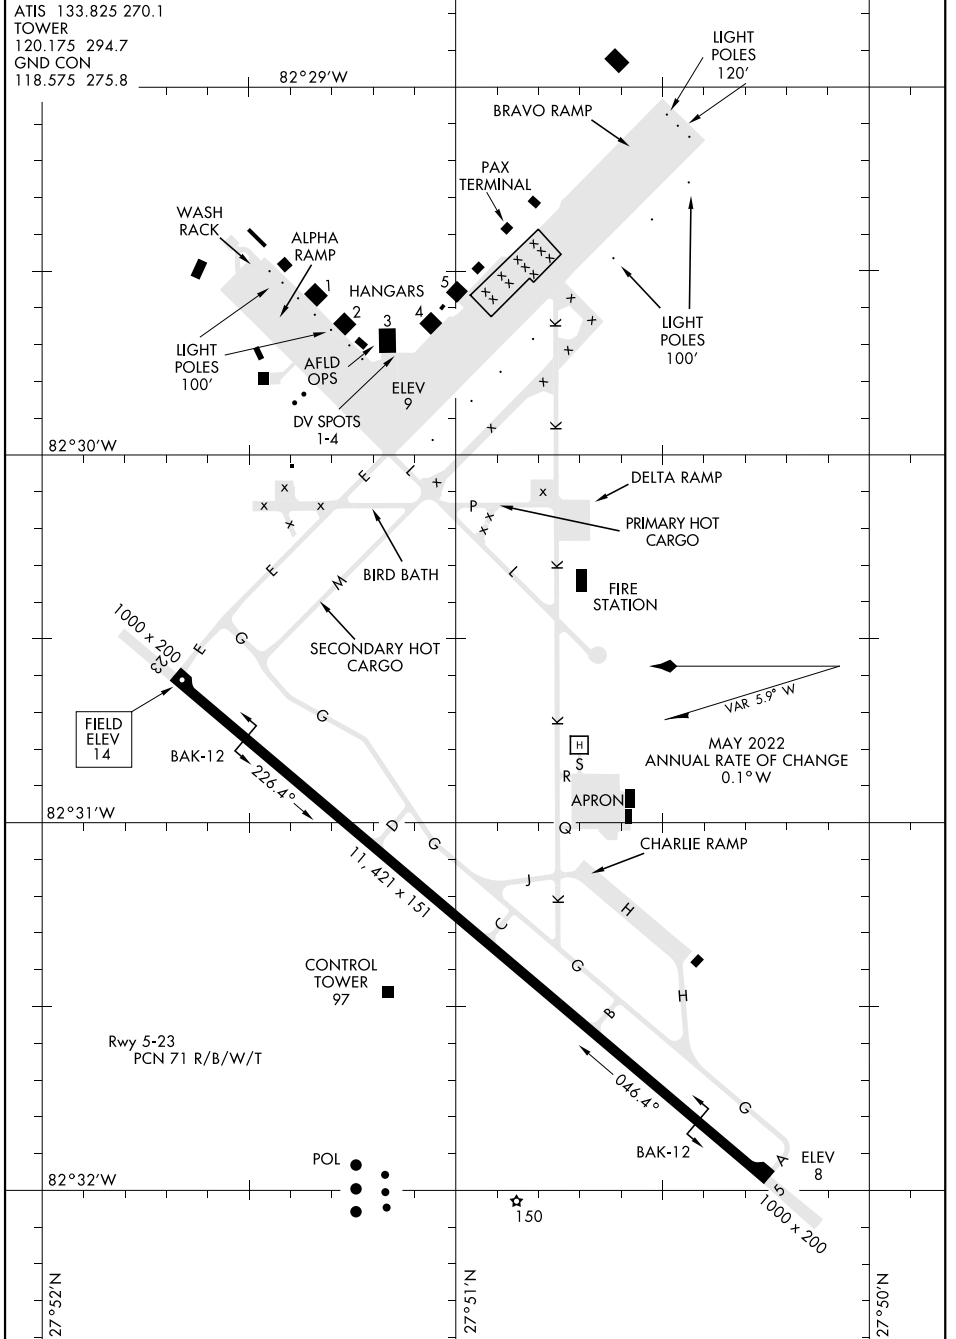 ATIS 133.825 270.1
TOWER
120.175 294.7
GND CON
118.575 275.8
82°29'W
LIGHT
POLES
120'
BRAVO RAMP
PAX
TERMINAL
WASH
RACK
ALPHA
RAMP
1
HANGARS
5
2
3
4
K
LIGHT
POLES
100'
AFLD
OPS
LIGHT
POLES
100'
ELEV
9
DV SPOTS
1-4
K
82°30'W
E
L
DELTA RAMP
P
PRIMARY HOT
CARGO
E
M
BIRD BATH
L
K
FIRE
STATION
1000 x 200
23
E
G
SECONDARY HOT
CARGO
VAR 5.9° W
FIELD
ELEV
14
G
K
H
MAY 2022
ANNUAL RATE OF CHANGE
0.1° W
BAK-12
226.4°
S
R
APRON
82°31'W
D
G
Q
CHARLIE RAMP
11, 421 x 151
J
K
H
C
G
CONTROL
TOWER
97
H
B
Rwy 5-23
PCN 71 R/B/W/T
046.4°
G
BAK-12
A
ELEV
8
POL
82°32'W
5
150
1000 x 200
27°52'N
27°51'N
27°50'N